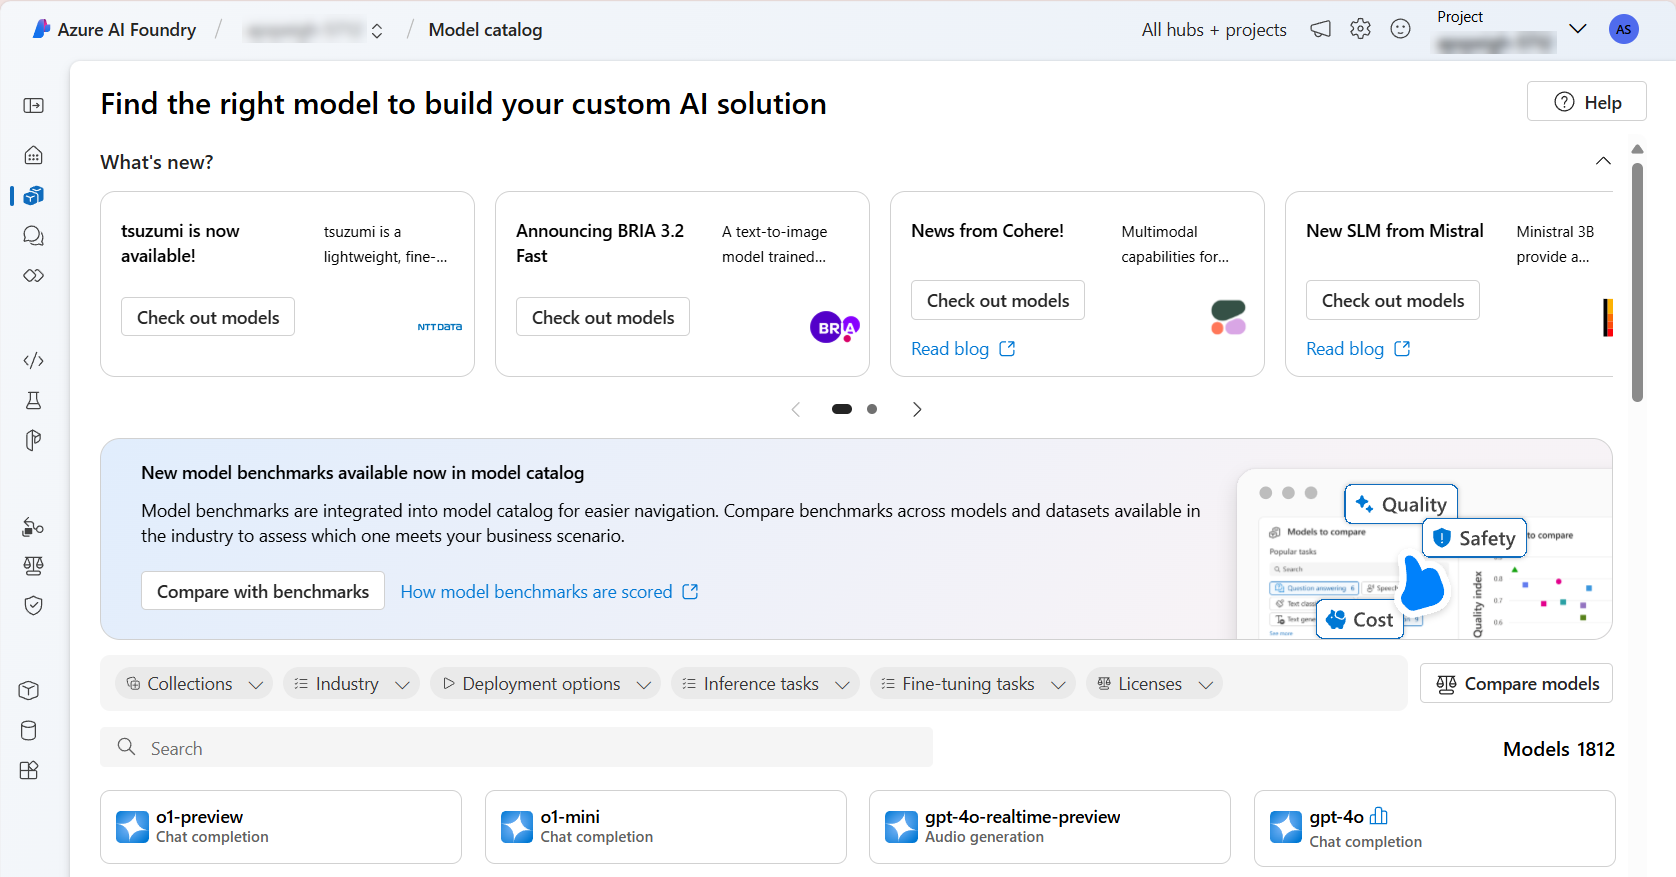 Azure AI Foundry / / Model catalog
All hubs + projects
Project
AS
Find the right model to build your custom AI solution
Help
What's new?
tsuzumi is now
available!
tsuzumi is a
lightweight, fine-...
Check out models
NTT DATA
Announcing BRIA 3.2
Fast
A text-to-image
model trained...
Check out models
BRIA
News from Cohere!
Multimodal
capabilities for...
Check out models
Read blog
New SLM from Mistral
Ministral 3B
provide a...
Check out models
Read blog
New model benchmarks available now in model catalog
Model benchmarks are integrated into model catalog for easier navigation. Compare benchmarks across models and datasets available in
the industry to assess which one meets your business scenario.
Compare with benchmarks
How model benchmarks are scored
Quality
Safety
Cost
Models to compare
Popular tasks
Search
Question answering 6
Speech
Text class
Text gene
9
See more
to compare
Quality index
0.8
0.7
0.6
Collections
Industry
Deployment options
Inference tasks
Fine-tuning tasks
Licenses
Compare models
Search
Models 1812
o1-preview
Chat completion
o1-mini
Chat completion
gpt-4o-realtime-preview
Audio generation
gpt-4o
Chat completion